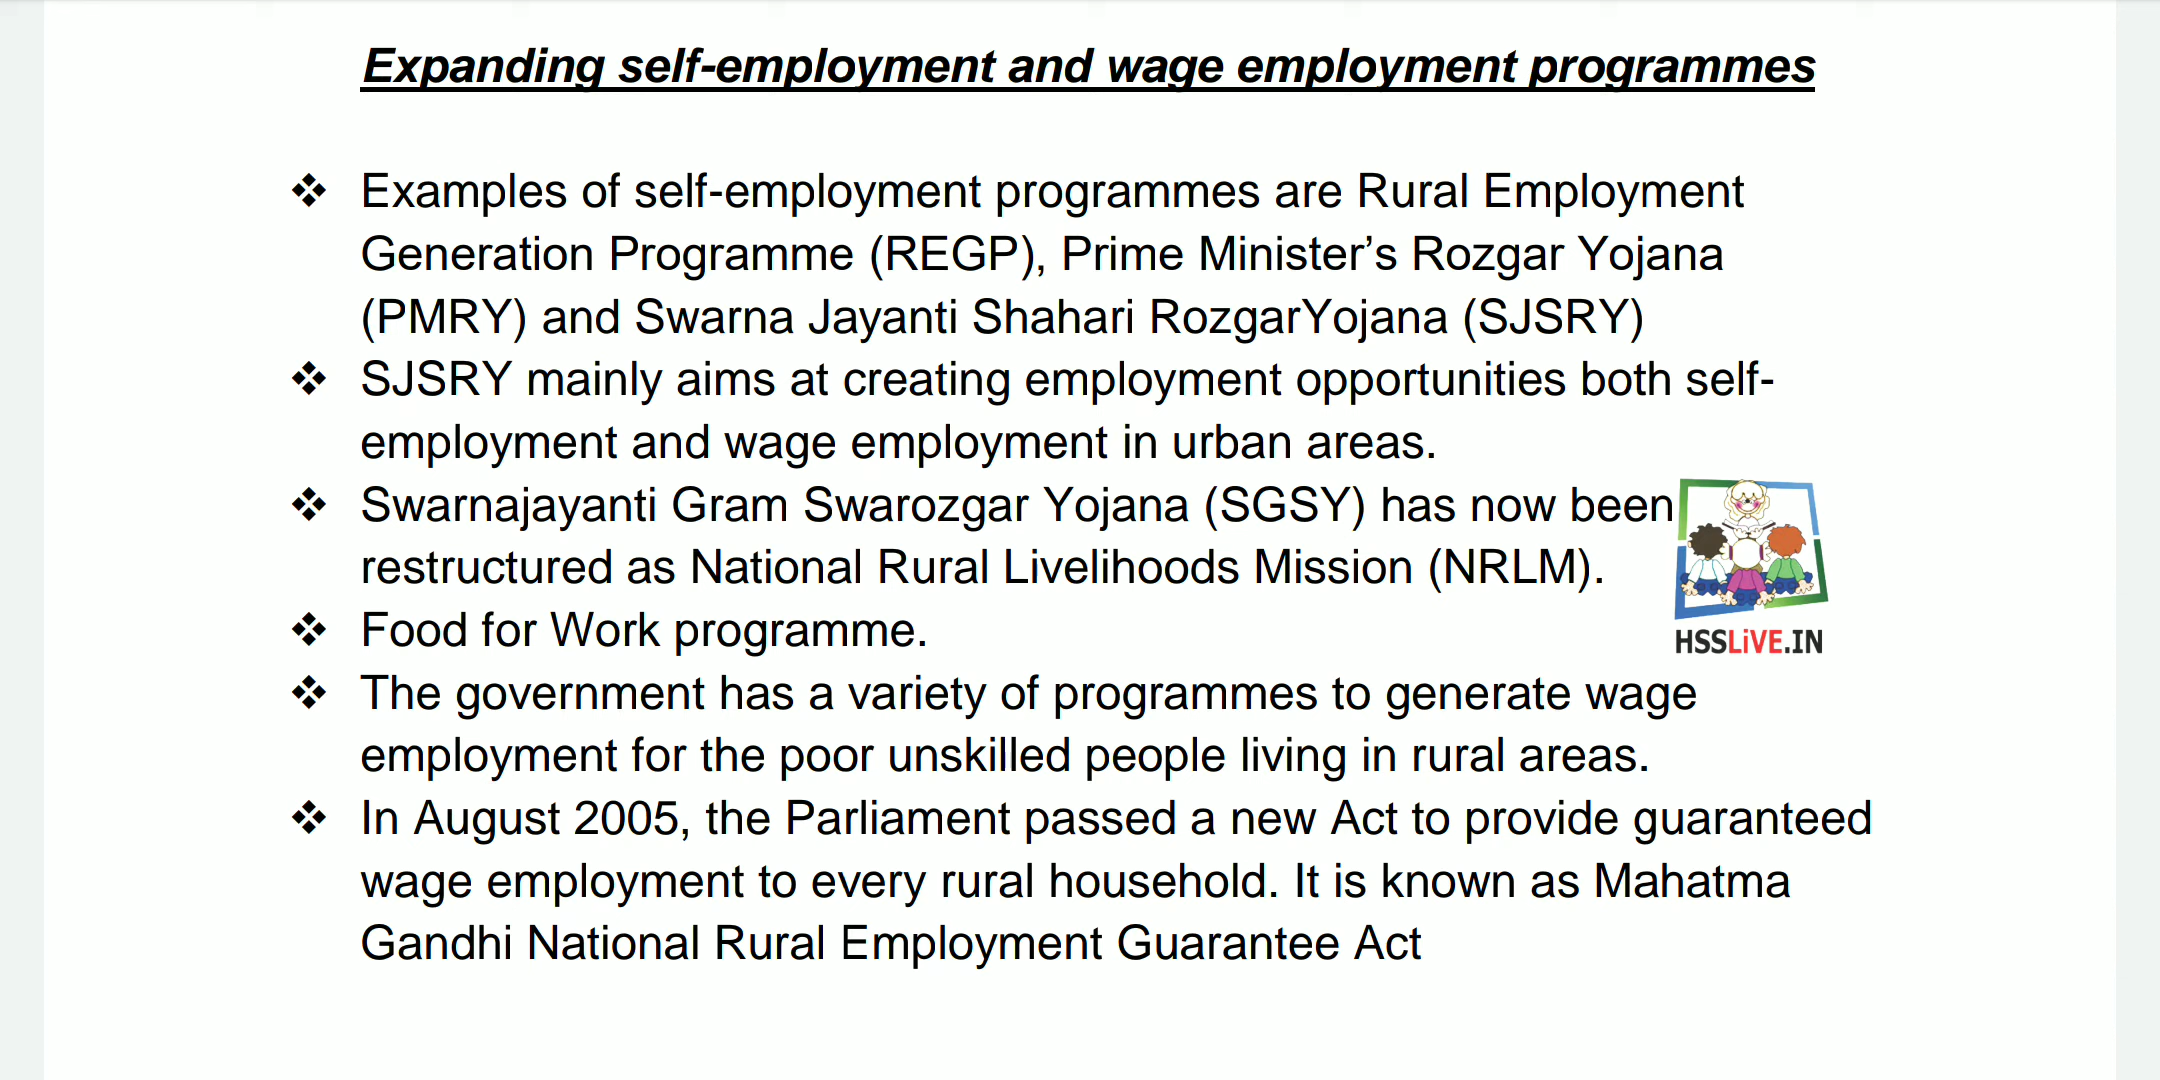 Expanding self-employment and wage employment programmes
❖ Examples of self-employment programmes are Rural Employment
Generation Programme (REGP), Prime Minister’s Rozgar Yojana
(PMRY) and Swarna Jayanti Shahari RozgarYojana (SJSRY)
❖ SJSRY mainly aims at creating employment opportunities both self-
employment and wage employment in urban areas.
❖ Swarnajayanti Gram Swarozgar Yojana (SGSY) has now been
restructured as National Rural Livelihoods Mission (NRLM).
❖ Food for Work programme.
HSSLiVE.IN
❖ The government has a variety of programmes to generate wage
employment for the poor unskilled people living in rural areas.
❖ In August 2005, the Parliament passed a new Act to provide guaranteed
wage employment to every rural household. It is known as Mahatma
Gandhi National Rural Employment Guarantee Act